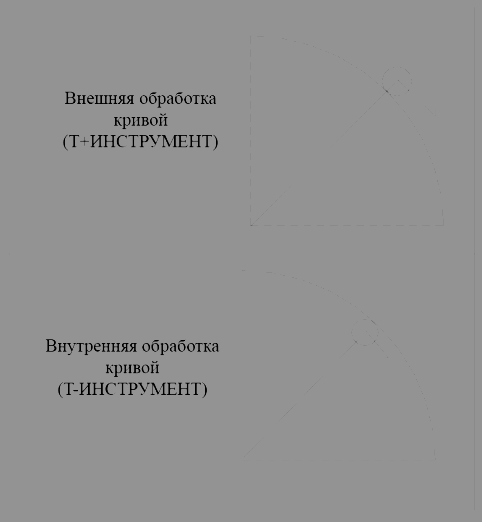 Внешняя обработка
кривой
(Т+ИНСТРУМЕНТ)
Внутренняя обработка
кривой
(Т-ИНСТРУМЕНТ)